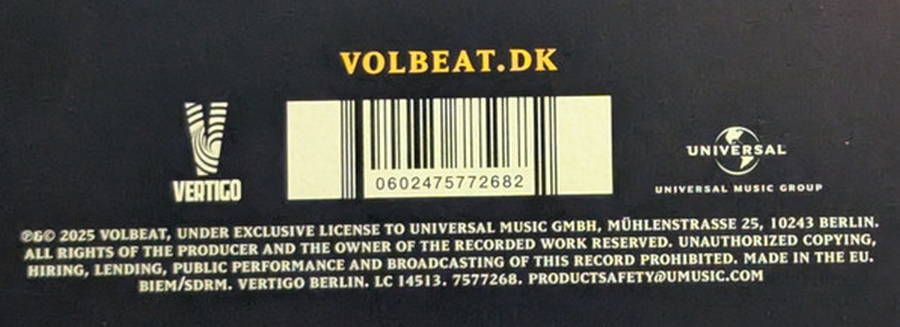 VOLBEAT.DK
VERTIGO
0602475772682
UNIVERSAL
UNIVERSAL MUSIC GROUP
℗&© 2025 VOLBEAT, UNDER EXCLUSIVE LICENSE TO UNIVERSAL MUSIC GMBH, MÜHLENSTRASSE 25, 10243 BERLIN.
ALL RIGHTS OF THE PRODUCER AND THE OWNER OF THE RECORDED WORK RESERVED. UNAUTHORIZED COPYING,
HIRING, LENDING, PUBLIC PERFORMANCE AND BROADCASTING OF THIS RECORD PROHIBITED. MADE IN THE EU.
BIEM/SDRM. VERTIGO BERLIN. LC 14513. 7577268. PRODUCTSAFETY@UMUSIC.COM